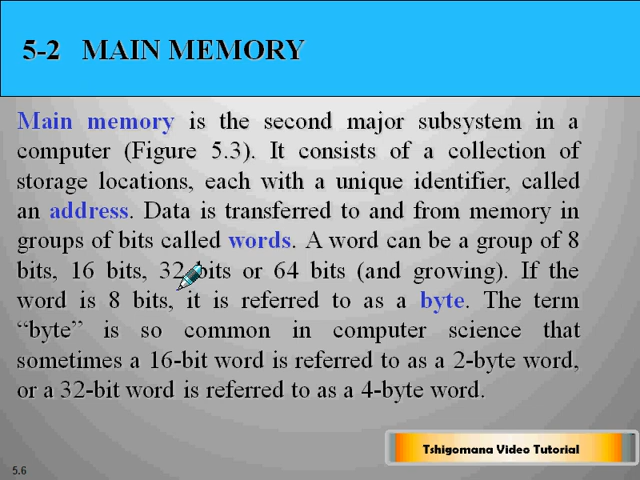 5-2 MAIN MEMORY
Main memory is the second major subsystem in a
computer (Figure 5.3). It consists of a collection of
storage locations, each with a unique identifier, called
an address. Data is transferred to and from memory in
groups of bits called words. A word can be a group of 8
bits, 16 bits, 32 bits or 64 bits (and growing). If the
word is 8 bits, it is referred to as a byte. The term
“byte” is so common in computer science that
sometimes a 16-bit word is referred to as a 2-byte word,
or a 32-bit word is referred to as a 4-byte word.
Tshigomana Video Tutorial
5.6